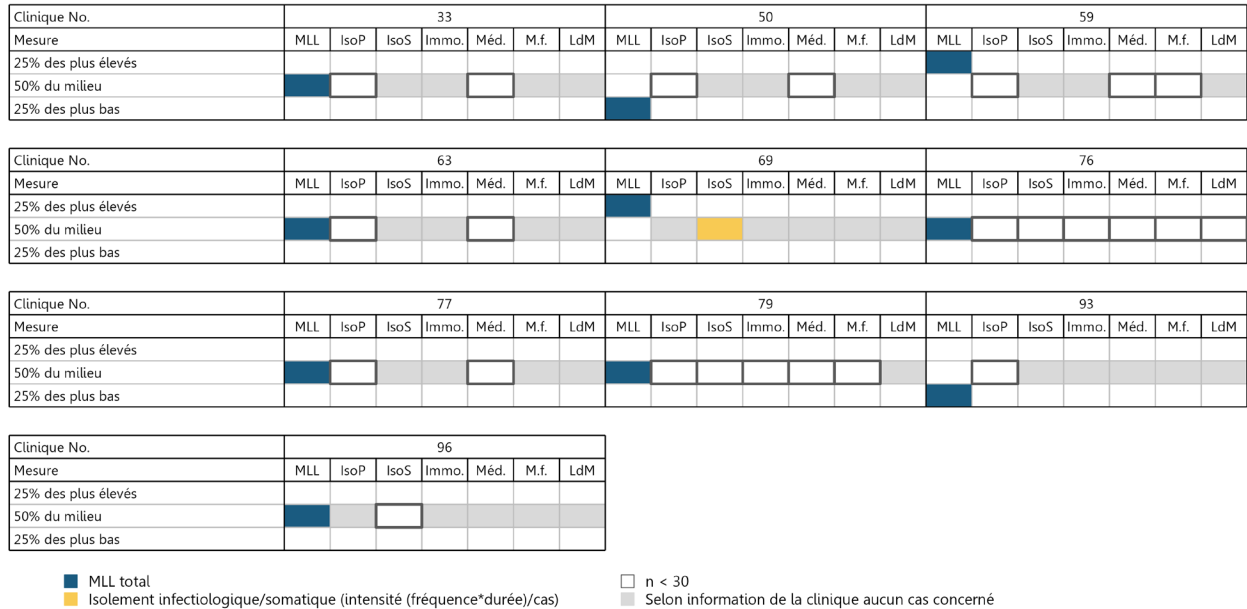 Clinique No. 33 50 59
Mesure MLL IsoP IsoS Immo. Méd. M.f. LdM MLL IsoP IsoS Immo. Méd. M.f. LdM MLL IsoP IsoS Immo. Méd. M.f. LdM
25% des plus élevés
50% du milieu
25% des plus bas
Clinique No. 63 69 76
Mesure MLL IsoP IsoS Immo. Méd. M.f. LdM MLL IsoP IsoS Immo. Méd. M.f. LdM MLL IsoP IsoS Immo. Méd. M.f. LdM
25% des plus élevés
50% du milieu
25% des plus bas
Clinique No. 77 79 93
Mesure MLL IsoP IsoS Immo. Méd. M.f. LdM MLL IsoP IsoS Immo. Méd. M.f. LdM MLL IsoP IsoS Immo. Méd. M.f. LdM
25% des plus élevés
50% du milieu
25% des plus bas
Clinique No. 96
Mesure MLL IsoP IsoS Immo. Méd. M.f. LdM
25% des plus élevés
50% du milieu
25% des plus bas
MLL total n < 30
Isolement infectiologique/somatique (intensité (fréquence*durée)/cas) Selon information de la clinique aucun cas concerné